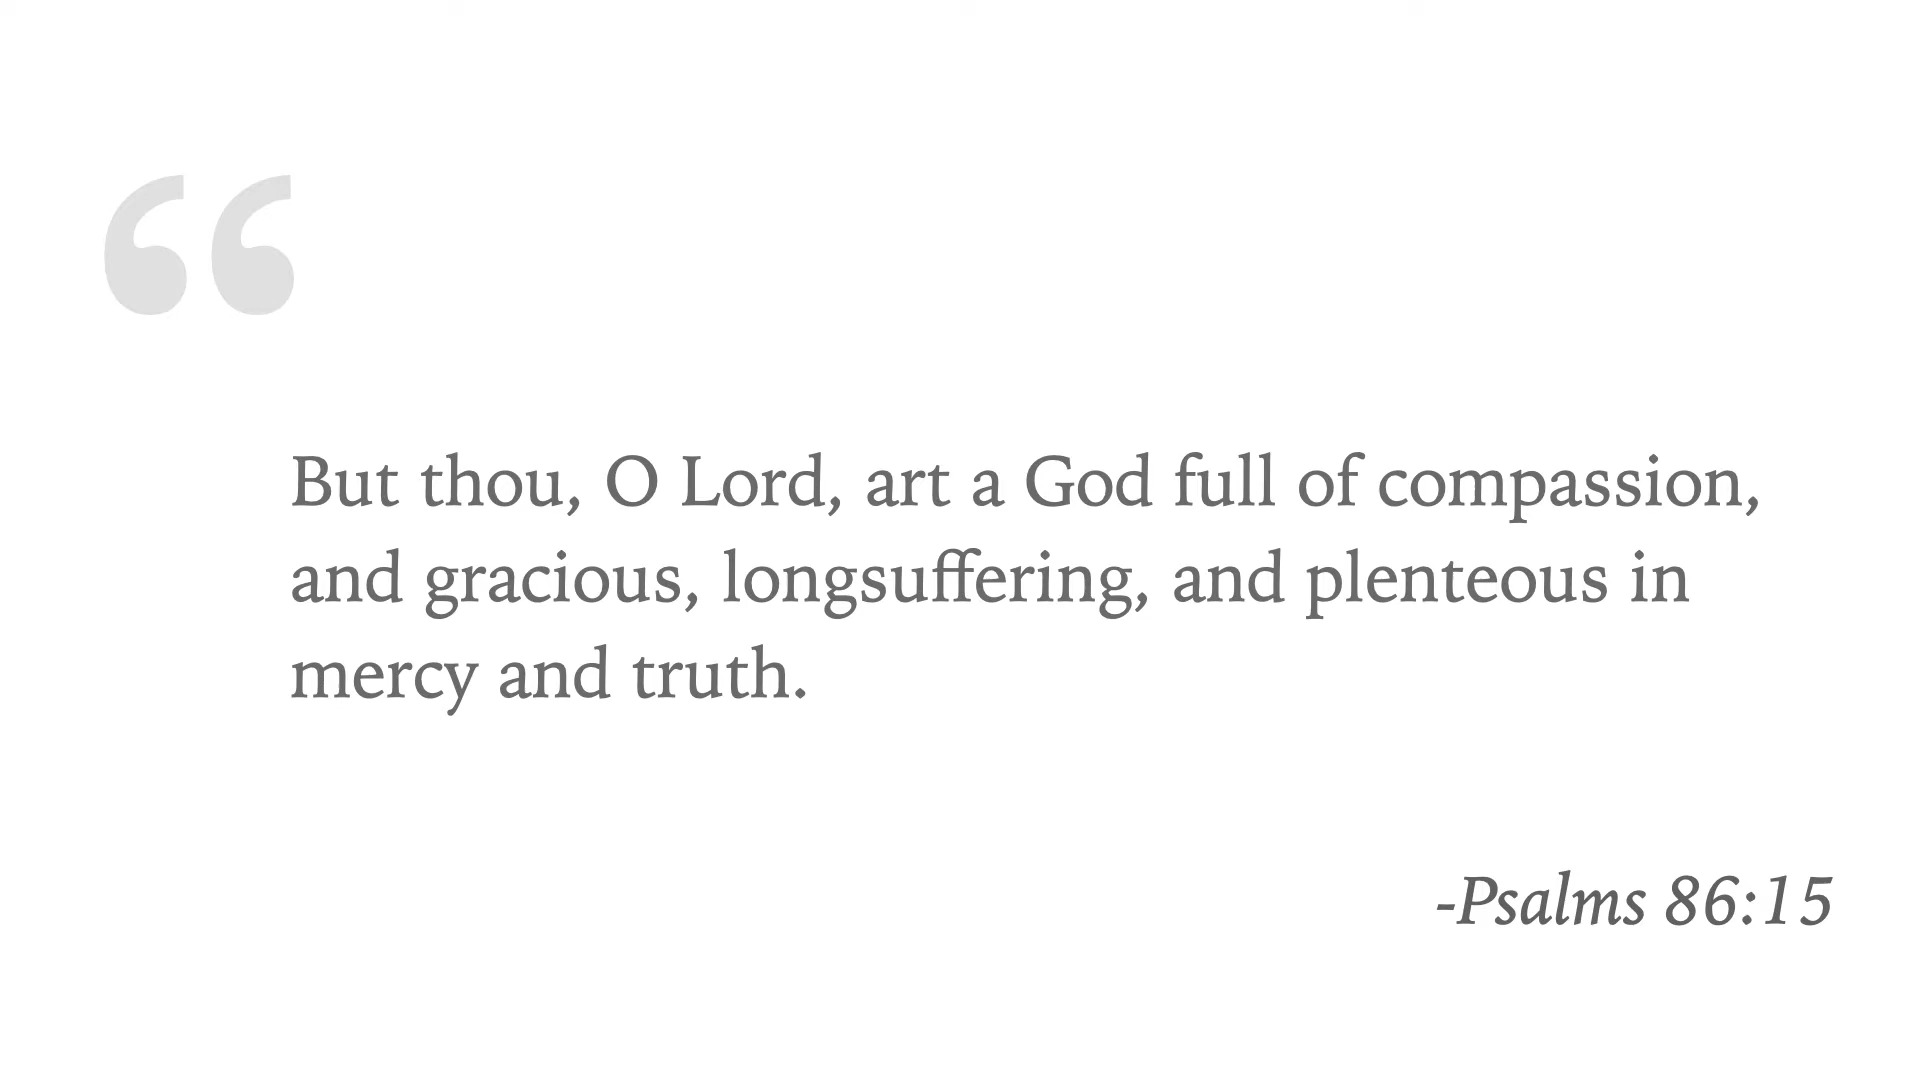 “
But thou, O Lord, art a God full of compassion,
and gracious, longsuffering, and plenteous in
mercy and truth.
-Psalms 86:15